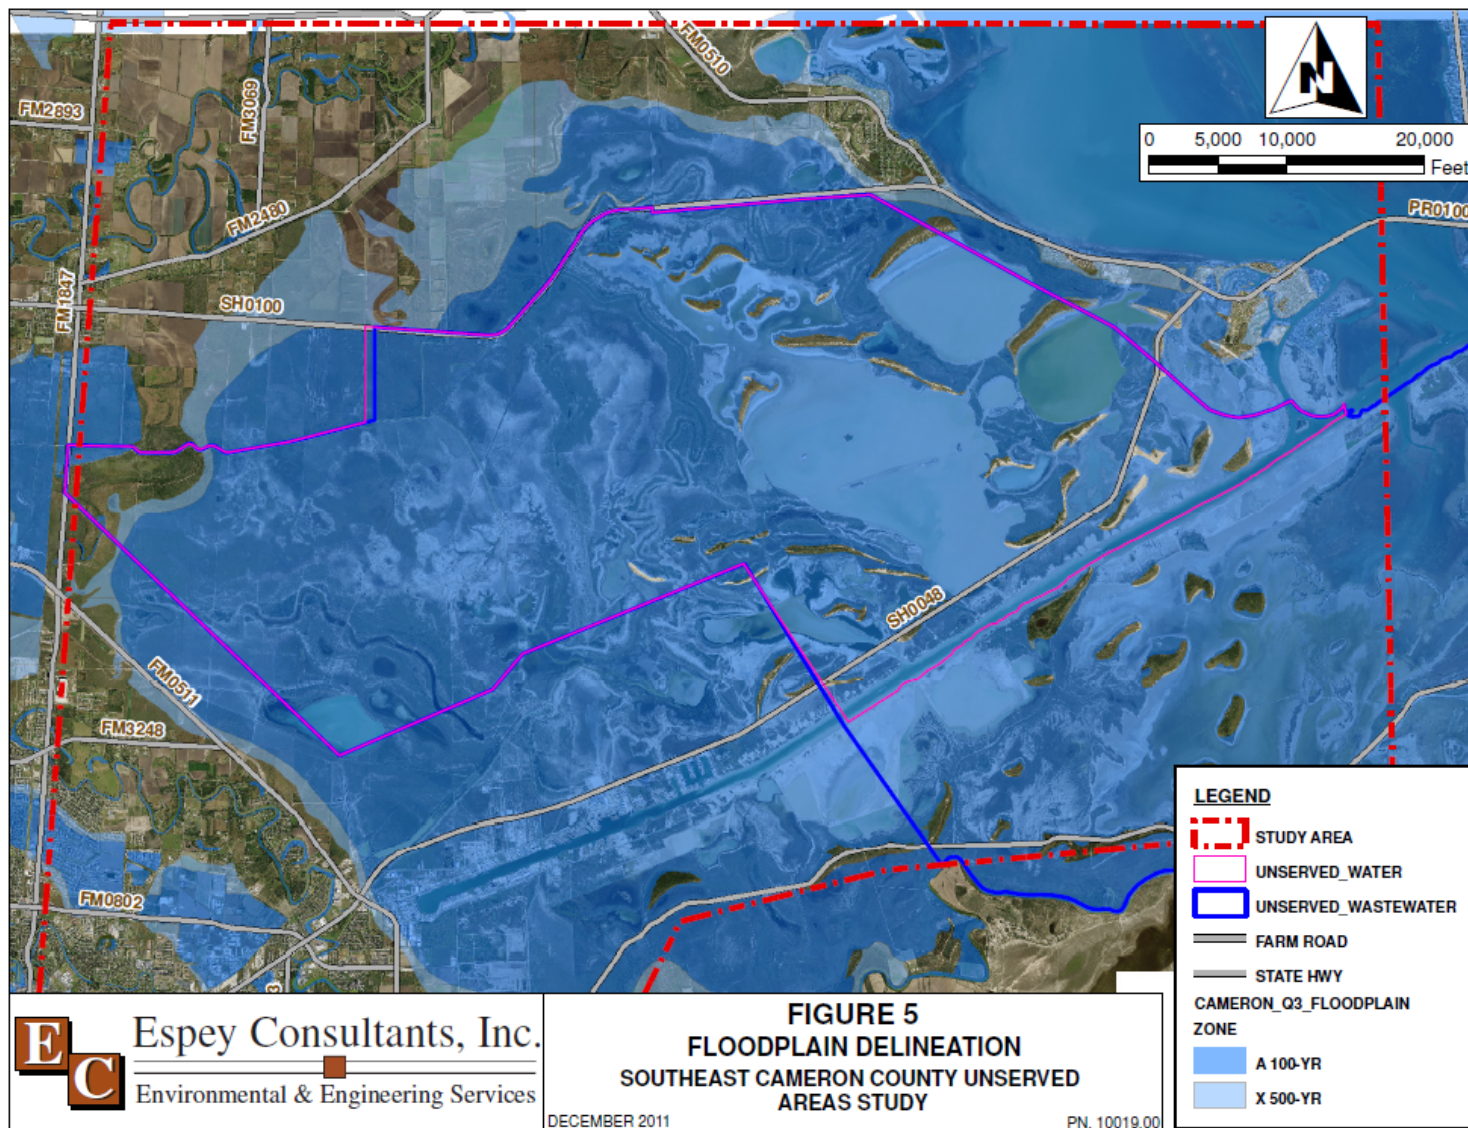 FM2893
FM3069
FM0510
N
0 5,000 10,000 20,000
Feet
PR0100
FM2480
FM1847
SH0100
SH0048
FM0511
FM3248
FM0802
3
LEGEND
STUDY AREA
UNSERVED_WATER
UNSERVED_WASTEWATER
FARM ROAD
STATE HWY
CAMERON_Q3_FLOODPLAIN
ZONE
A 100-YR
X 500-YR
EC
Espey Consultants, Inc.
Environmental & Engineering Services
FIGURE 5
FLOODPLAIN DELINEATION
SOUTHEAST CAMERON COUNTY UNSERVED
AREAS STUDY
DECEMBER 2011
PN. 10019.00